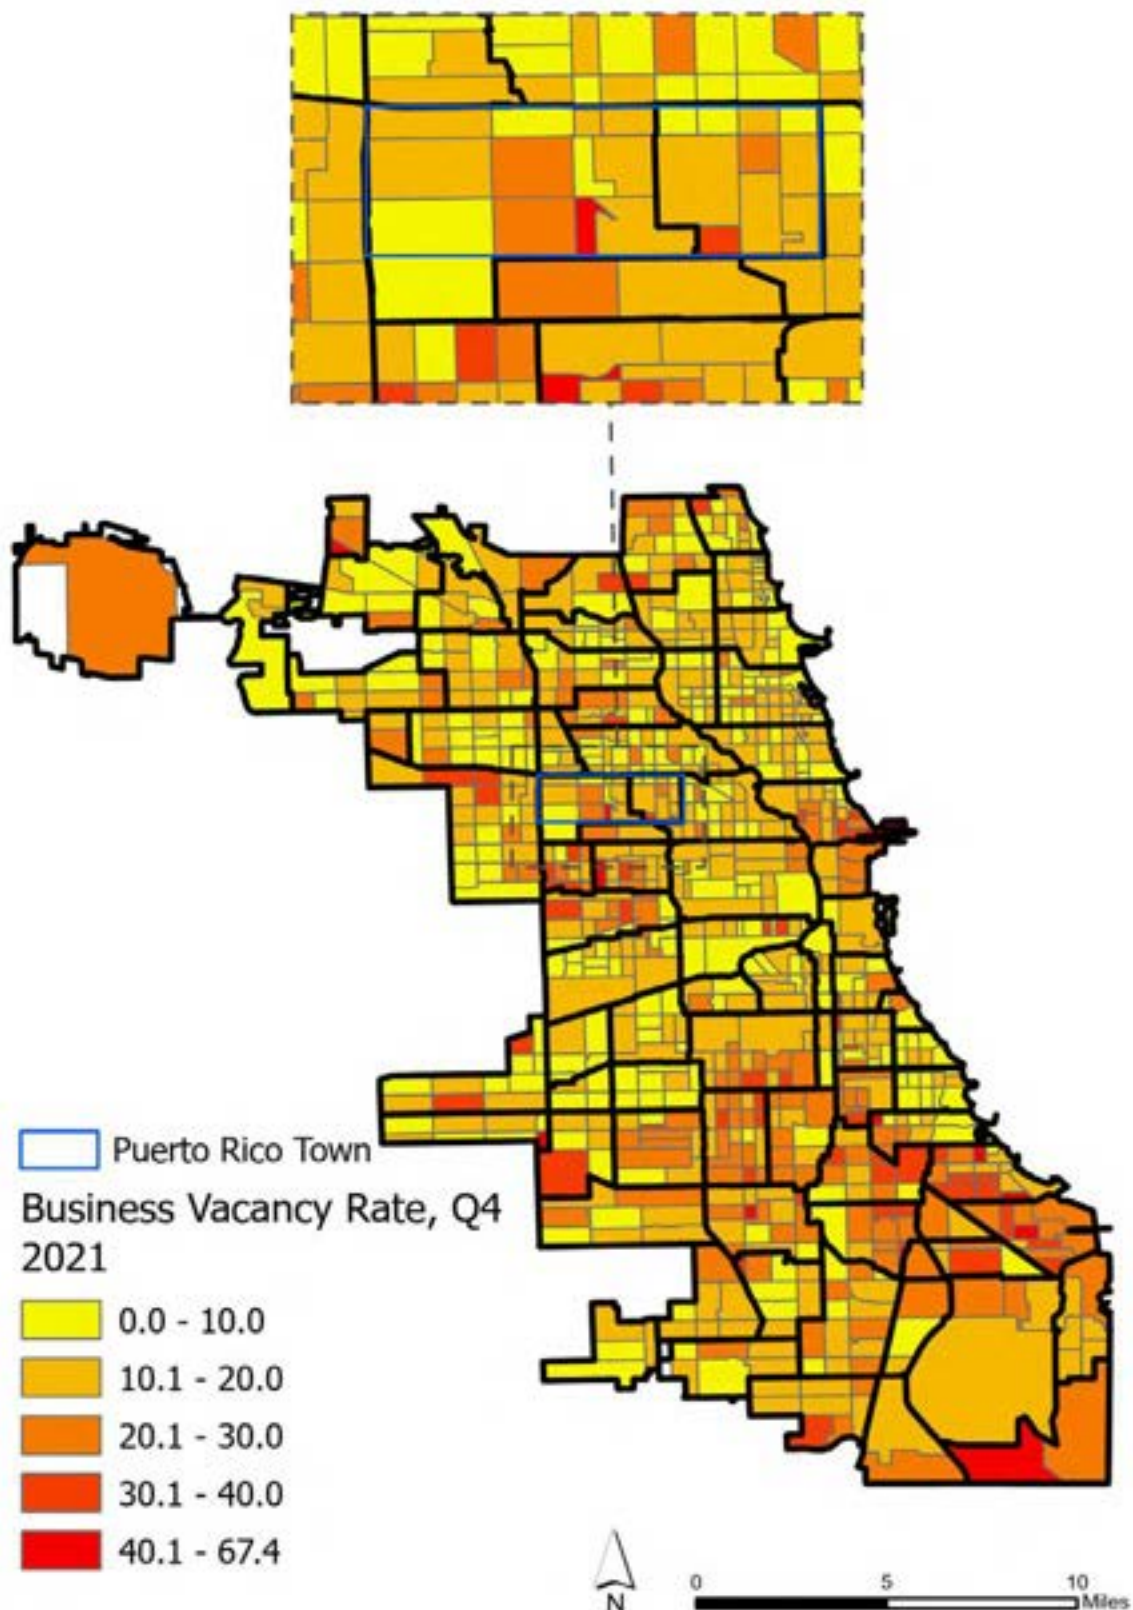 Puerto Rico Town
Business Vacancy Rate, Q4
2021
0.0 - 10.0
10.1 - 20.0
20.1 - 30.0
30.1 - 40.0
40.1 - 67.4
N
0 5 10
Miles